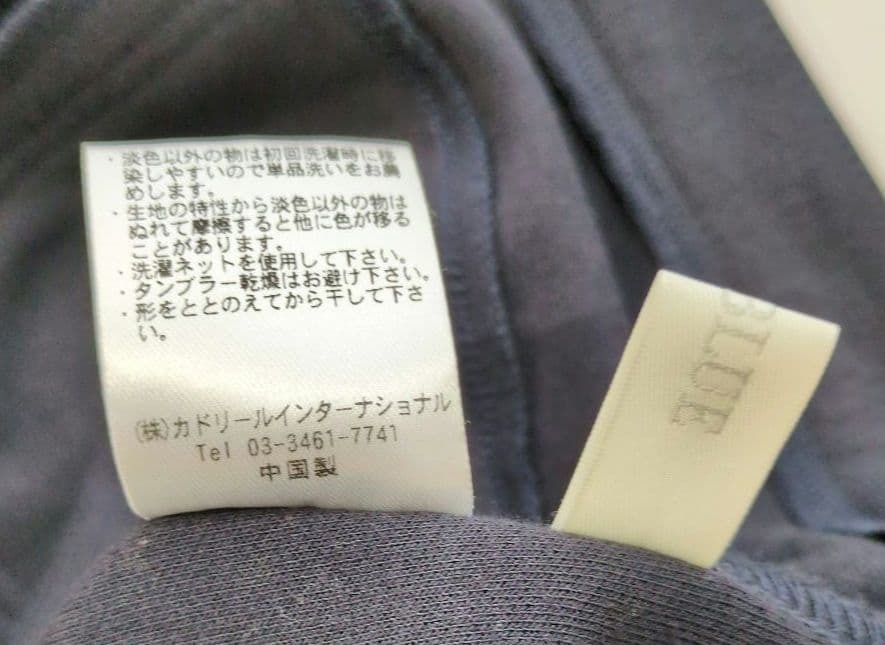 ・淡色以外の物は初回洗濯時に移
染しやすいので単品洗いをお薦
めします。
・生地の特性から淡色以外の物は
ぬれて摩擦すると他に色が移る
ことがあります。
・洗濯ネットを使用して下さい。
・タンブラー乾燥はお避け下さい。
・形をととのえてから干して下さ
い。
(株)カドリールインターナショナル
Tel 03-3461-7741
中国製
BLUE